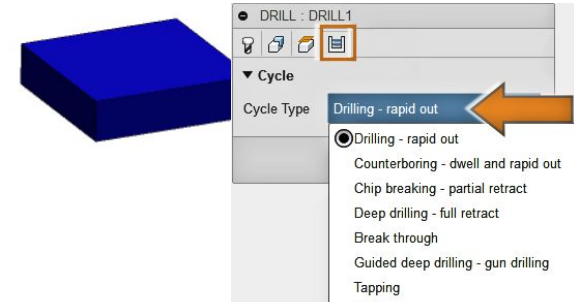 DRILL : DRILL1
Cycle
Cycle Type Drilling - rapid out
Drilling - rapid out
Counterboring - dwell and rapid out
Chip breaking - partial retract
Deep drilling - full retract
Break through
Guided deep drilling - gun drilling
Tapping